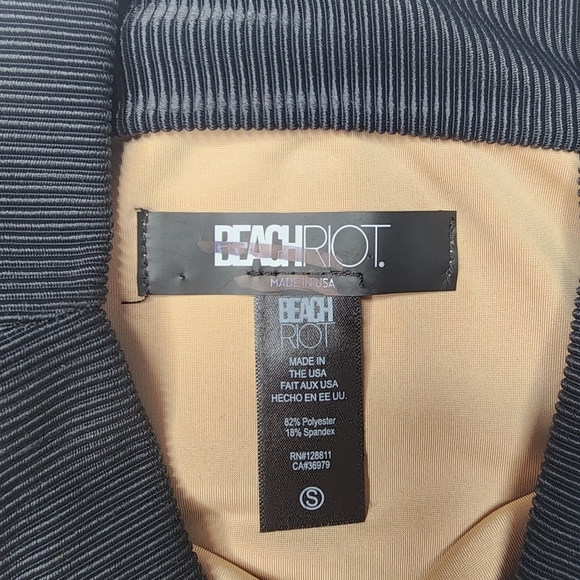 BEACHRIOT.
MADE IN USA
BEACH
RIOT
MADE IN
THE USA
FAIT AUX USA
HECHO EN EE UU.
82% Polyester
18% Spandex
RN#128811
CA#36979
S